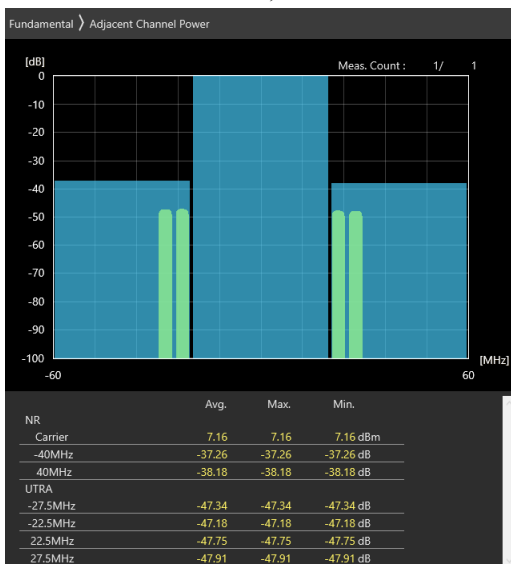 Fundamental 〉 Adjacent Channel Power
[dB]
Meas. Count : 1/ 1
0
-10
-20
-30
-40
-50
-60
-70
-80
-90
-100
[MHz]
-60 60
Avg. Max. Min.
NR
Carrier 7.16 7.16 7.16 dBm
-40MHz -37.26 -37.26 -37.26 dB
40MHz -38.18 -38.18 -38.18 dB
UTRA
-27.5MHz -47.34 -47.34 -47.34 dB
-22.5MHz -47.18 -47.18 -47.18 dB
22.5MHz -47.75 -47.75 -47.75 dB
27.5MHz -47.91 -47.91 -47.91 dB